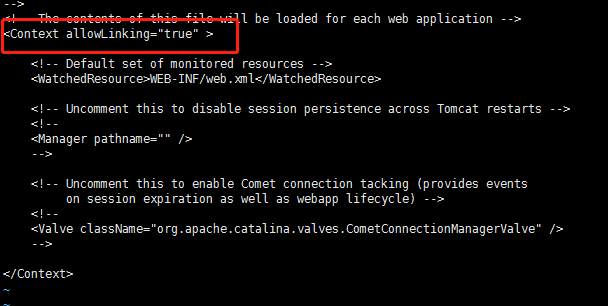 -->
<!-- The contents of this file will be loaded for each web application -->
<Context allowLinking="true" >
<!-- Default set of monitored resources -->
<WatchedResource>WEB-INF/web.xml</WatchedResource>
<!-- Uncomment this to disable session persistence across Tomcat restarts -->
<!--
<Manager pathname="" />
-->
<!-- Uncomment this to enable Comet connection tacking (provides events
on session expiration as well as webapp lifecycle) -->
<!--
<Valve className="org.apache.catalina.valves.CometConnectionManagerValve" />
-->
</Context>
~
~